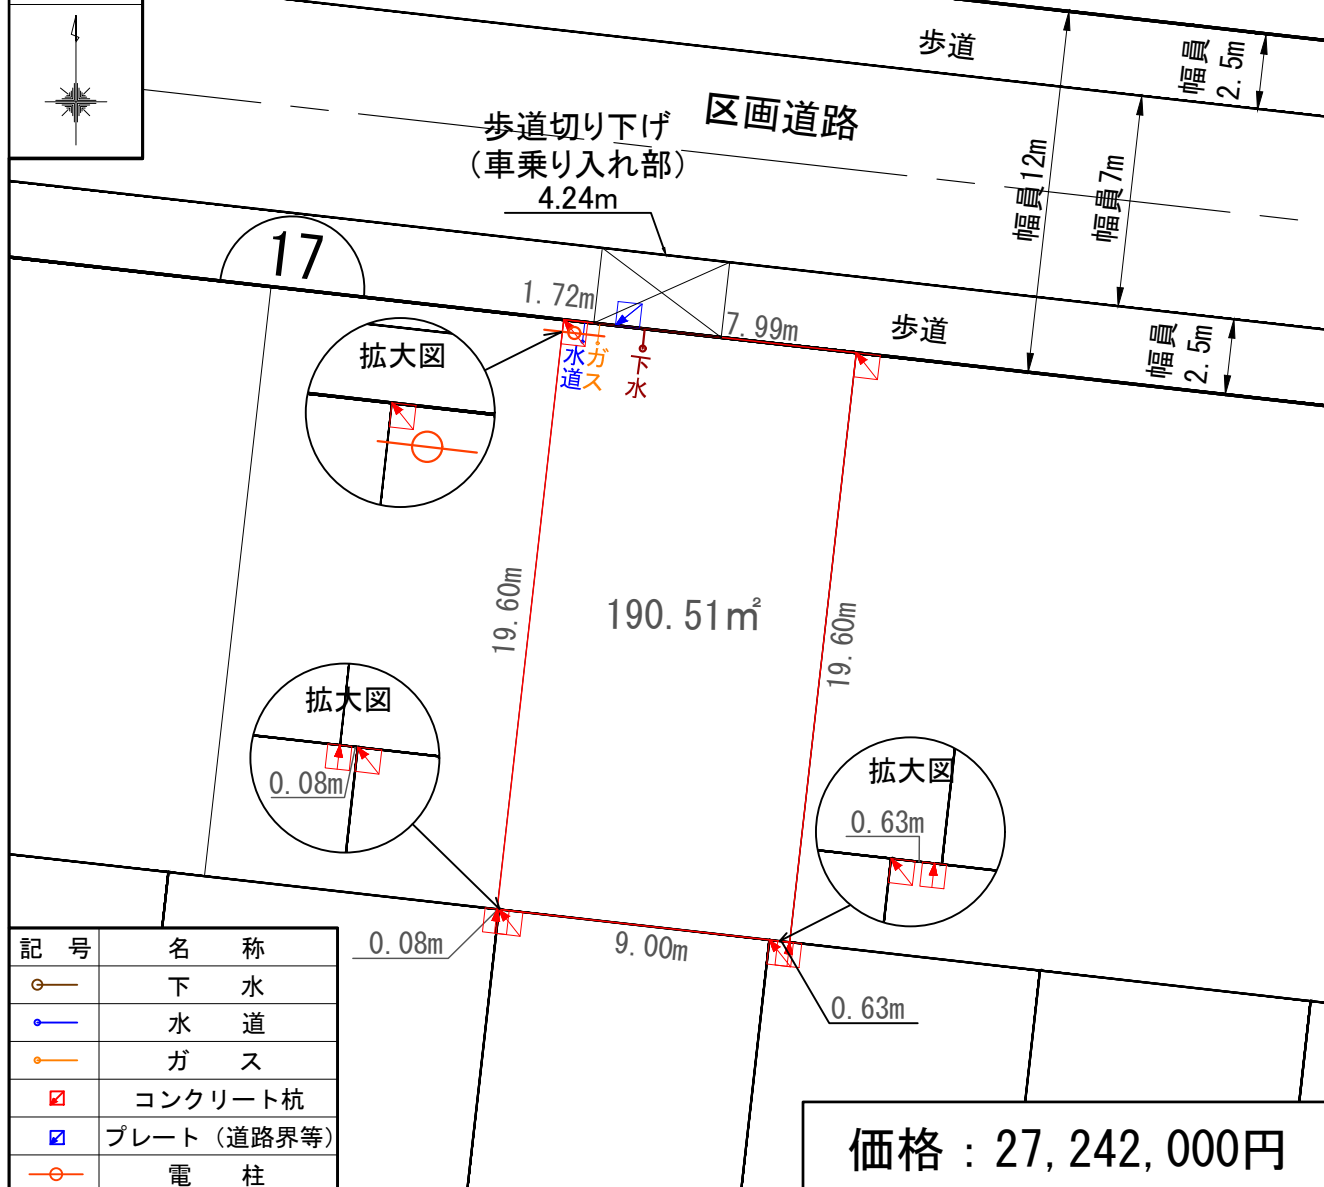 歩道
幅員
2.5m
区画道路
歩道切り下げ
（車乗り入れ部）
4.24m
幅員12m
幅員7m
17
1.72m
7.99m
歩道
幅員
2.5m
拡大図
水道
ガス
下水
19.60m
190.51㎡
19.60m
拡大図
0.08m
拡大図
0.63m
0.08m
9.00m
0.63m
記 号 名 称
下 水
水 道
ガ ス
コンクリート杭
プレート（道路界等）
電 柱
価格：27,242,000円